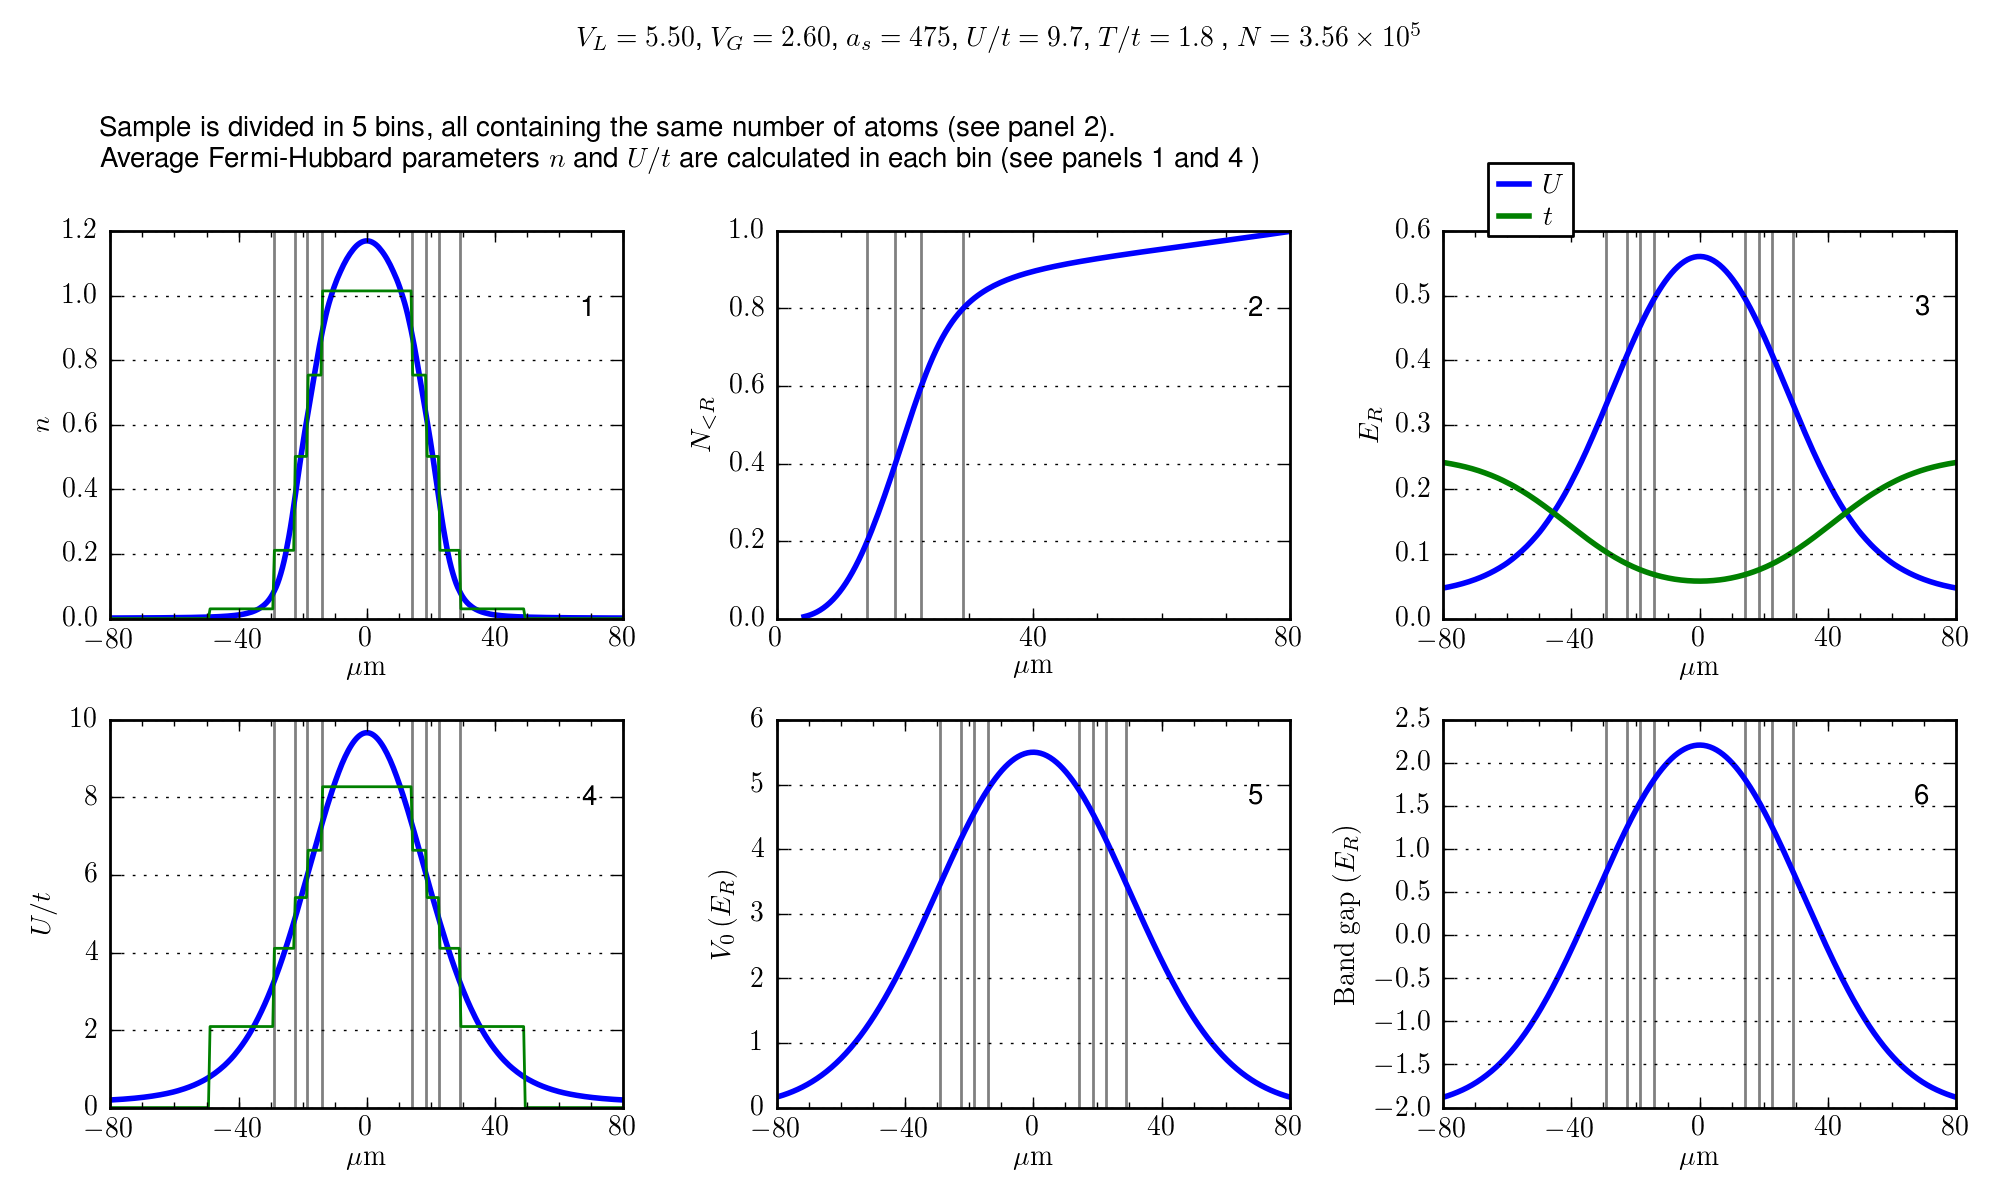 V_L = 5.50, V_G = 2.60, a_s = 475, U/t = 9.7, T/t = 1.8 , N = 3.56 × 10^5
Sample is divided in 5 bins, all containing the same number of atoms (see panel 2).
Average Fermi-Hubbard parameters n and U/t are calculated in each bin (see panels 1 and 4 )
U
t
1.2
1.0
0.8
0.6
0.4
0.2
0.0
n
1
−80 −40 0 40 80
μm
1.0
0.8
0.6
0.4
0.2
0.0
N_{<R}
2
0 40 80
μm
0.6
0.5
0.4
0.3
0.2
0.1
0.0
E_R
3
−80 −40 0 40 80
μm
10
8
6
4
2
0
U/t
4
−80 −40 0 40 80
μm
6
5
4
3
2
1
0
V_0 (E_R)
5
−80 −40 0 40 80
μm
2.5
2.0
1.5
1.0
0.5
0.0
−0.5
−1.0
−1.5
−2.0
Band gap (E_R)
6
−80 −40 0 40 80
μm